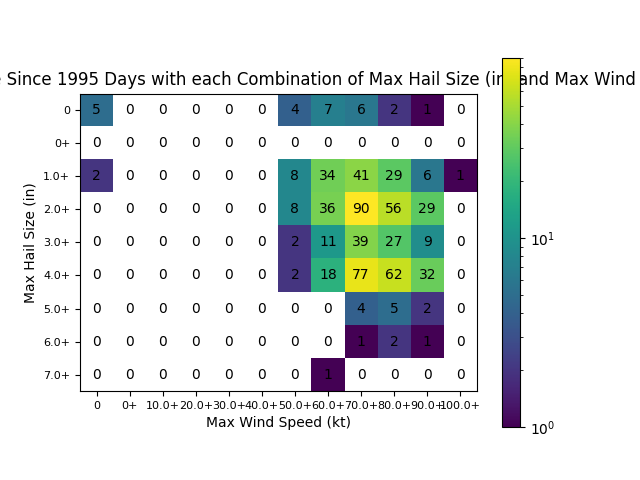 Since 1995 Days with each Combination of Max Hail Size (in) and Max Wind
0 5 0 0 0 0 0 4 7 6 2 1 0
0+ 0 0 0 0 0 0 0 0 0 0 0 0
1.0+ 2 0 0 0 0 0 8 34 41 29 6 1
2.0+ 0 0 0 0 0 0 8 36 90 56 29 0
3.0+ 0 0 0 0 0 0 2 11 39 27 9 0
4.0+ 0 0 0 0 0 0 2 18 77 62 32 0
5.0+ 0 0 0 0 0 0 0 0 4 5 2 0
6.0+ 0 0 0 0 0 0 0 0 1 2 1 0
7.0+ 0 0 0 0 0 0 0 1 0 0 0 0
0 0+ 10.0+ 20.0+ 30.0+ 40.0+ 50.0+ 60.0+ 70.0+ 80.0+ 90.0+ 100.0+
Max Wind Speed (kt)
Max Hail Size (in)
10¹
10⁰